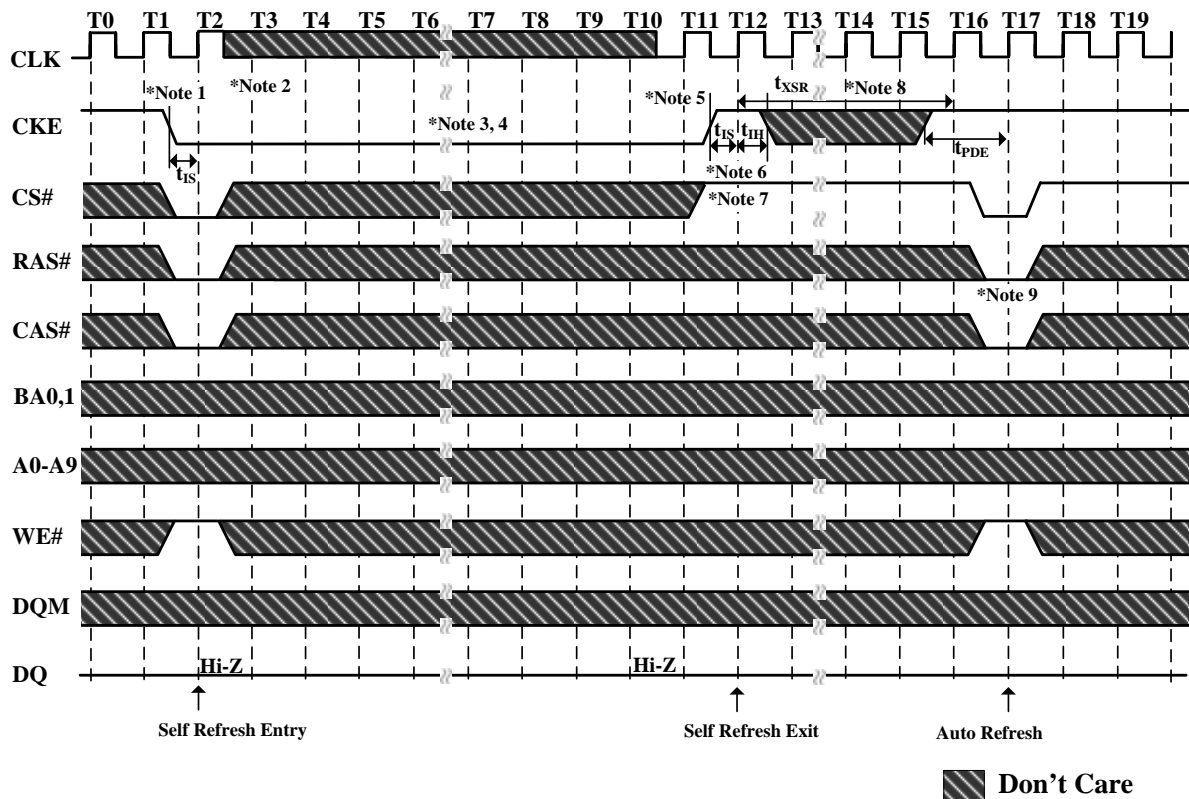 T0 T1 T2 T3 T4 T5 T6 T7 T8 T9 T10 T11 T12 T13 T14 T15 T16 T17 T18 T19
CLK
*Note 1 *Note 2 *Note 5 tXSR *Note 8
CKE *Note 3, 4
tIS tIS tIH tPDE
*Note 6
CS# *Note 7
RAS#
*Note 9
CAS#
BA0,1
A0-A9
WE#
DQM
DQ Hi-Z Hi-Z
Self Refresh Entry Self Refresh Exit Auto Refresh
Don't Care